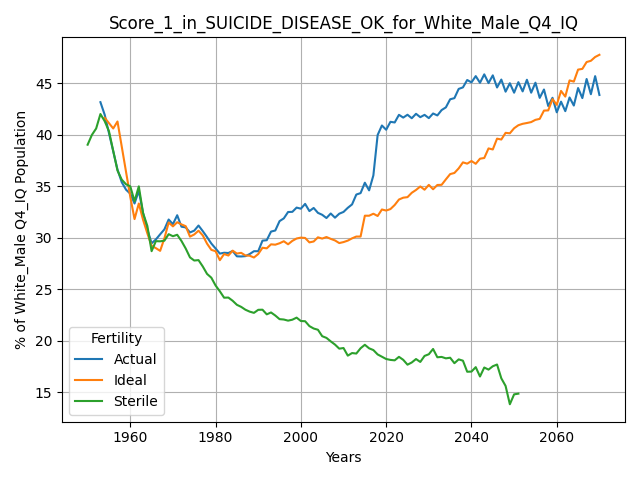 Score_1_in_SUICIDE_DISEASE_OK_for_White_Male_Q4_IQ
% of White_Male Q4_IQ Population
45
40
35
30
25
20
15
Fertility
Actual
Ideal
Sterile
1960 1980 2000 2020 2040 2060
Years